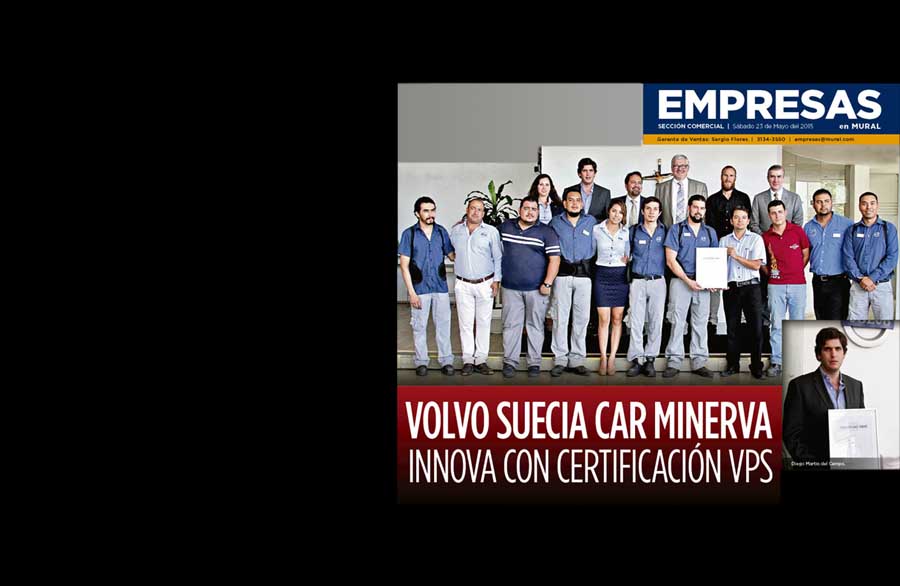 EMPRESAS
SECCIÓN COMERCIAL | Sábado 23 de Mayo del 2015
en MURAL
Gerente de Ventas: Sergio Flores | 3134-3500 | empresas@mural.com
VOLVO SUECIA CAR MINERVA
INNOVA CON CERTIFICACIÓN VPS
Diego Martín del Campo.